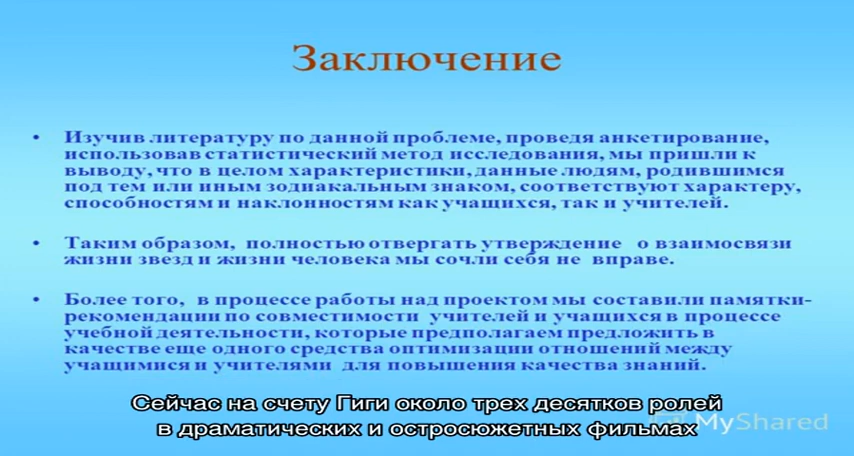 Заключение
• Изучив литературу по данной проблеме, проведя анкетирование,
использовав статистический метод исследования, мы пришли к
выводу, что в целом характеристики, данные людям, родившимся
под тем или иным зодиакальным знаком, соответствуют характеру,
способностям и наклонностям как учащихся, так и учителей.
• Таким образом, полностью отвергать утверждение о взаимосвязи
жизни звезд и жизни человека мы сочли себя не вправе.
• Более того, в процессе работы над проектом мы составили памятки-
рекомендации по совместимости учителей и учащихся в процессе
учебной деятельности, которые предполагаем предложить в
качестве еще одного средства оптимизации отношений между
учащимися и учителями для повышения качества знаний.
Сейчас на счету Гиги около трех десятков ролей
в драматических и остросюжетных фильмах
MyShared